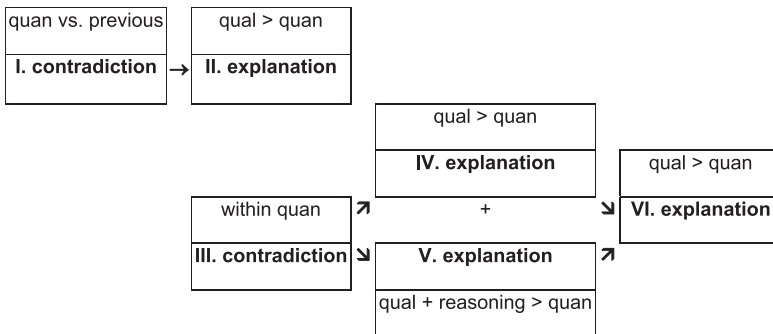 quan vs. previous
I. contradiction
→
qual > quan
II. explanation
qual > quan
IV. explanation
within quan
III. contradiction
↗
+
↘
↘
↗
V. explanation
qual + reasoning > quan
qual > quan
VI. explanation